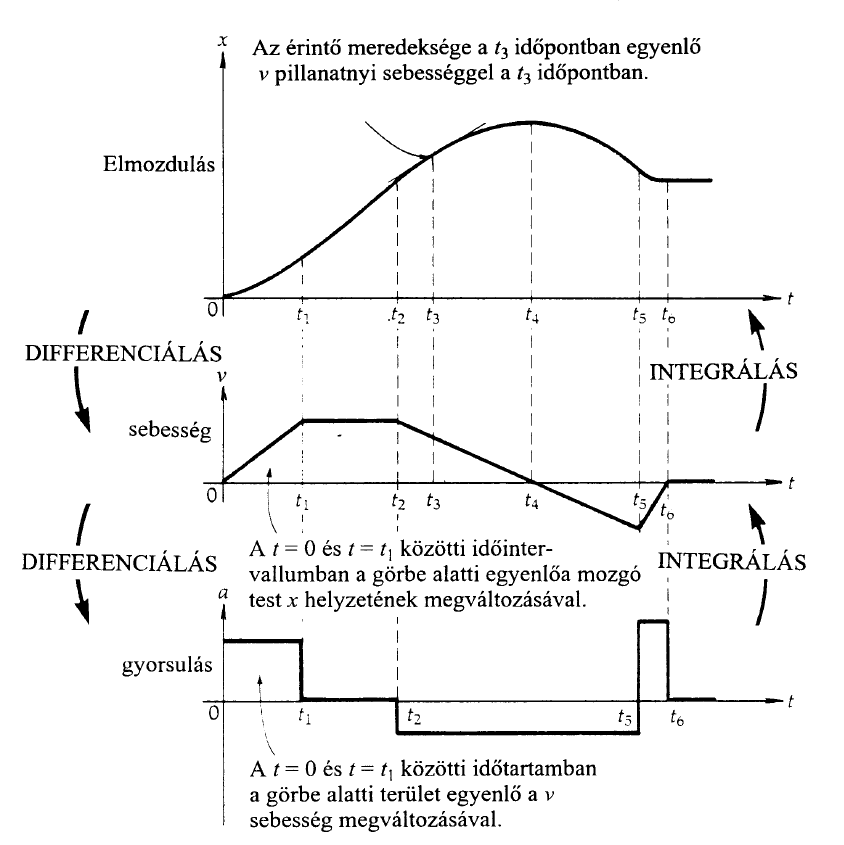 x
Az érintő meredeksége a t₃ időpontban egyenlő
v pillanatnyi sebességgel a t₃ időpontban.
Elmozdulás
0 t₁ t₂ t₃ t₄ t₅ t₆ t
DIFFERENCIÁLÁS
INTEGRÁLÁS
v
sebesség
0 t₁ t₂ t₃ t₄ t₅ t₆ t
A t = 0 és t = t₁ közötti időinter-
vallumban a görbe alatti egyenlőa mozgó
test x helyzetének megváltozásával.
DIFFERENCIÁLÁS
INTEGRÁLÁS
a
gyorsulás
0 t₁ t₂ t₅ t₆ t
A t = 0 és t = t₁ közötti időtartamban
a görbe alatti terület egyenlő a v
sebesség megváltozásával.